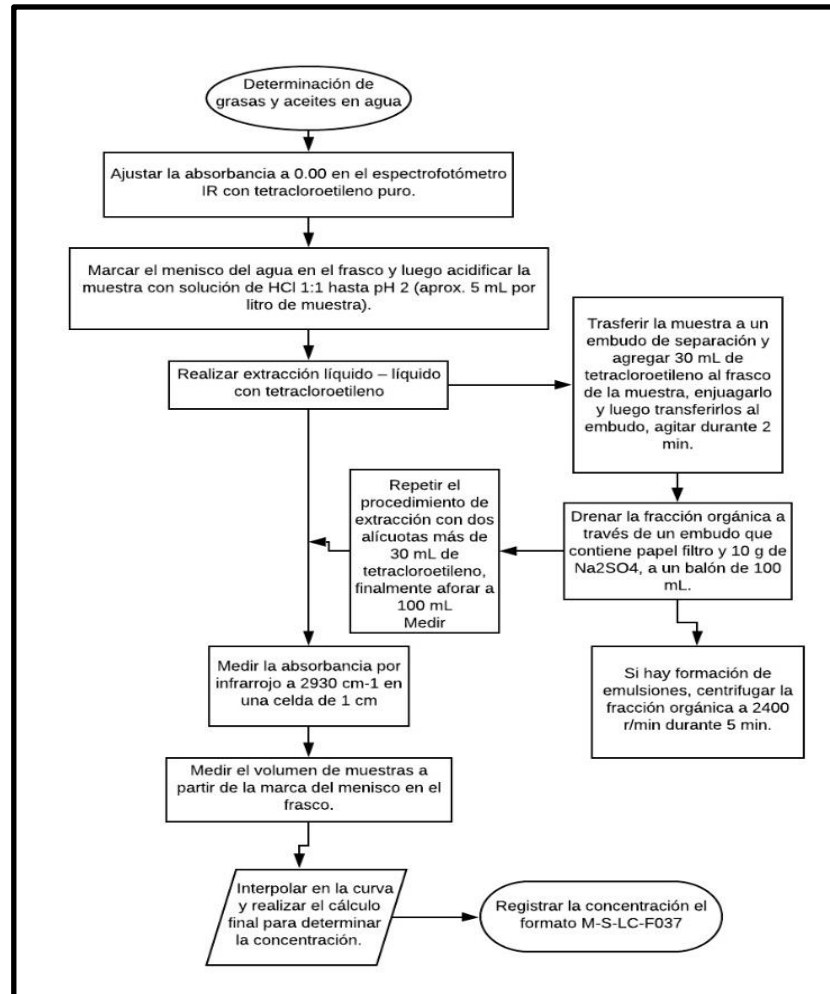 Determinación de
grasas y aceites en agua
Ajustar la absorbancia a 0.00 en el espectrofotómetro
IR con tetracloroetileno puro.
Marcar el menisco del agua en el frasco y luego acidificar la
muestra con solución de HCl 1:1 hasta pH 2 (aprox. 5 mL por
litro de muestra).
Realizar extracción líquido – líquido
con tetracloroetileno
Trasferir la muestra a un
embudo de separación y
agregar 30 mL de
tetracloroetileno al frasco
de la muestra, enjuagarlo
y luego transferirlos al
embudo, agitar durante 2
min.
Drenar la fracción orgánica a
través de un embudo que
contiene papel filtro y 10 g de
Na2SO4, a un balón de 100
mL.
Repetir el
procedimiento de
extracción con dos
alícuotas más de
30 mL de
tetracloroetileno,
finalmente aforar a
100 mL
Medir
Si hay formación de
emulsiones, centrifugar la
fracción orgánica a 2400
r/min durante 5 min.
Medir la absorbancia por
infrarrojo a 2930 cm-1 en
una celda de 1 cm
Medir el volumen de muestras a
partir de la marca del menisco en el
frasco.
Interpolar en la curva
y realizar el cálculo
final para determinar
la concentración.
Registrar la concentración el
formato M-S-LC-F037